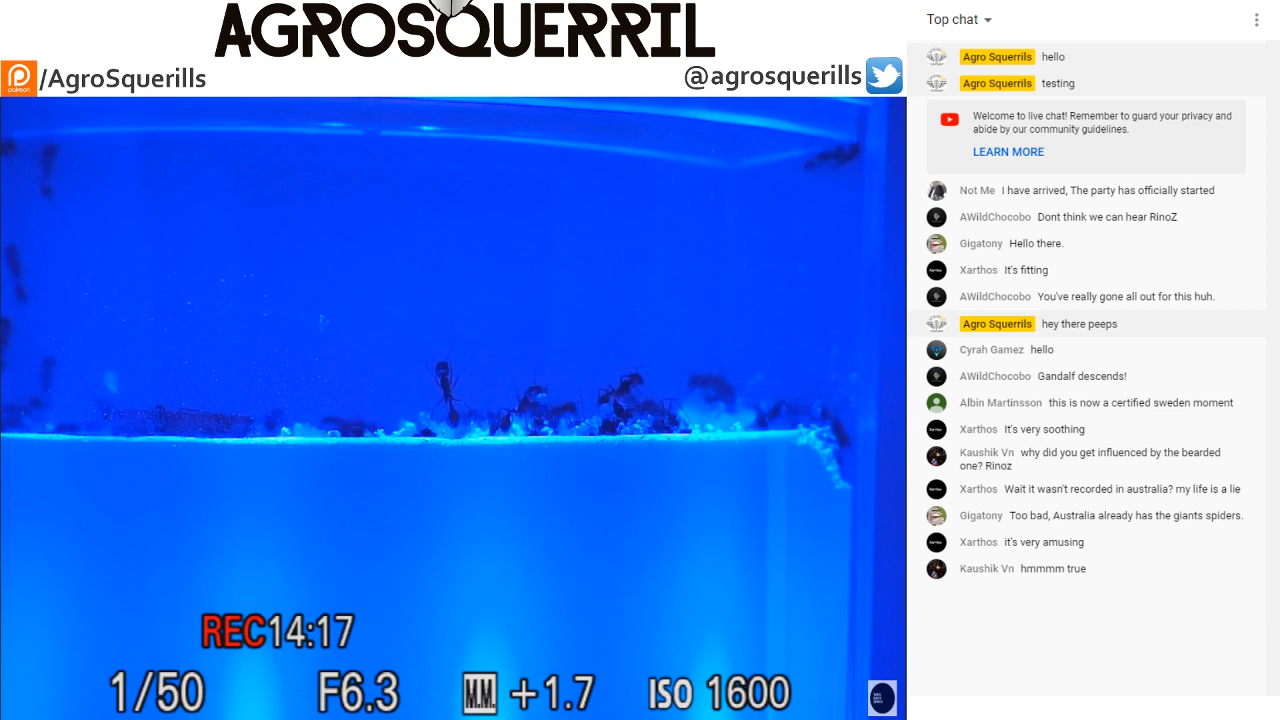 AGROSQUERRIL
/AgroSquerills
@agrosquerills
patreon
REC14:17
1/50 F6.3 M.M. +1.7 ISO 1600
Top chat
Agro Squerrils hello
Agro Squerrils testing
Welcome to live chat! Remember to guard your privacy and
abide by our community guidelines.
LEARN MORE
Not Me I have arrived, The party has officially started
AWildChocobo Dont think we can hear RinoZ
Gigatony Hello there.
Xarthos It's fitting
AWildChocobo You've really gone all out for this huh.
Agro Squerrils hey there peeps
Cyrah Gamez hello
AWildChocobo Gandalf descends!
Albin Martinsson this is now a certified sweden moment
Xarthos It's very soothing
Kaushik Vn why did you get influenced by the bearded
one? Rinoz
Xarthos Wait it wasn't recorded in australia? my life is a lie
Gigatony Too bad, Australia already has the giants spiders.
Xarthos it's very amusing
Kaushik Vn hmmmm true